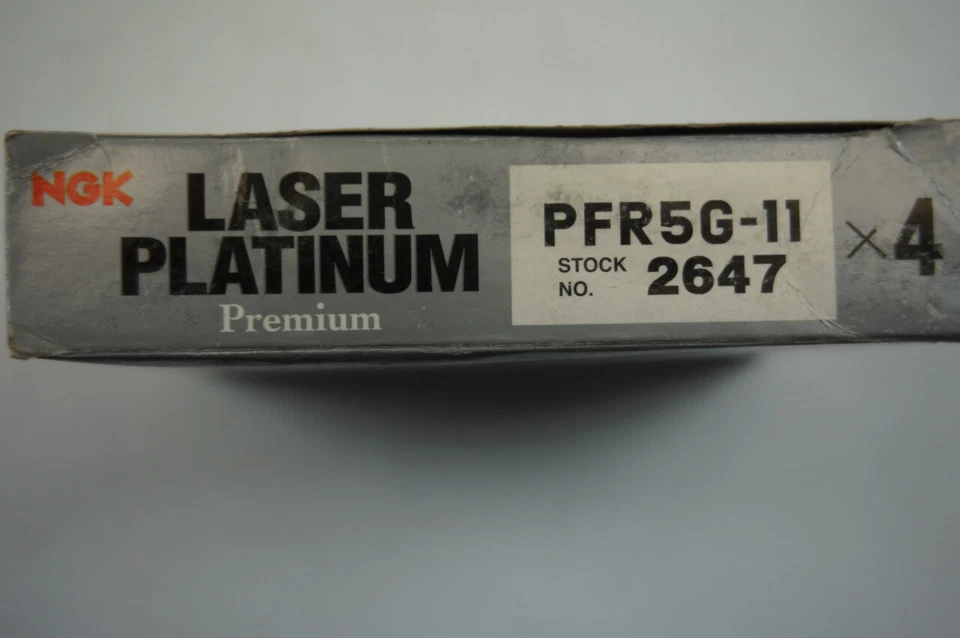 NGK
LASER
PLATINUM
Premium
PFR5G-11
STOCK
NO. 2647
×4